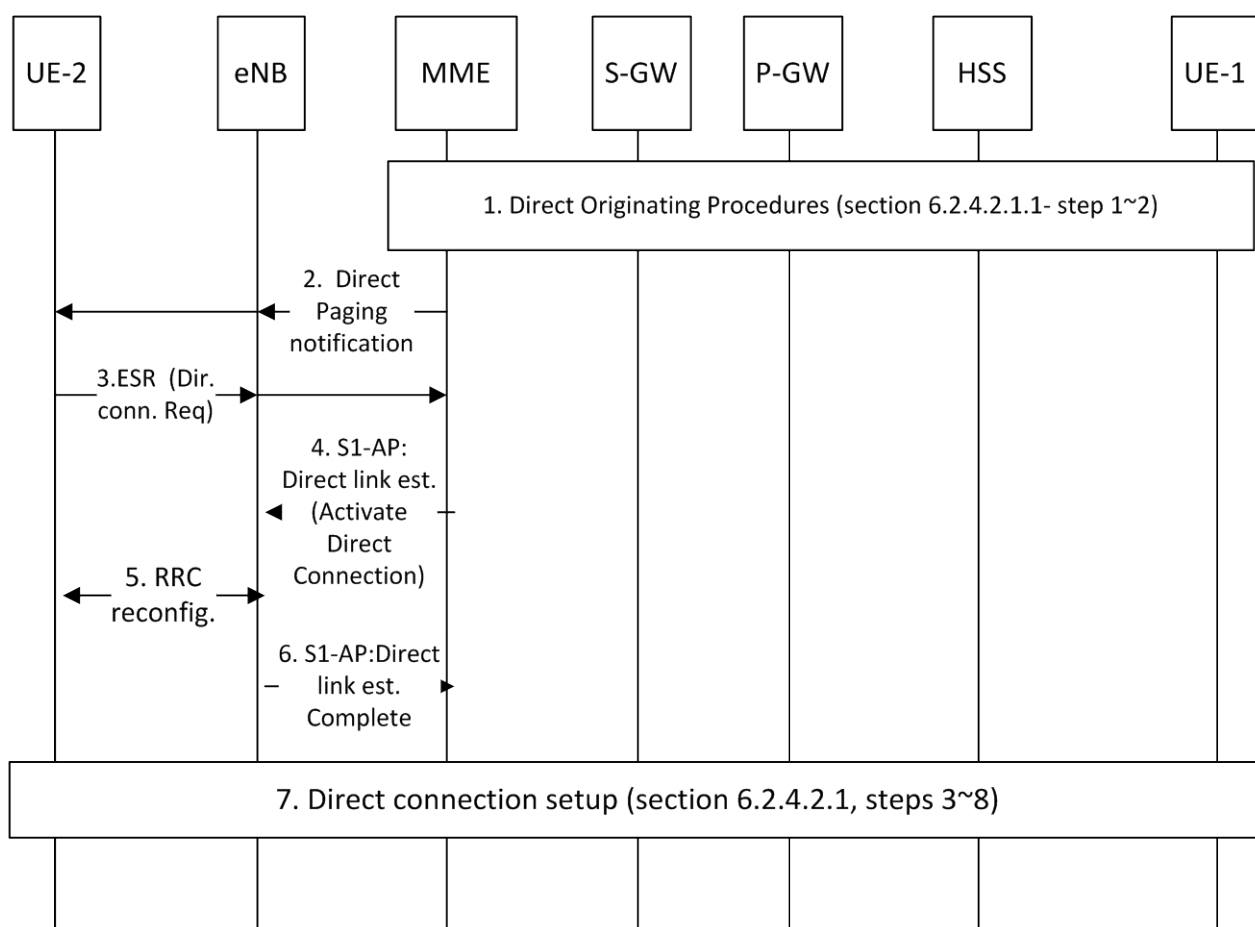 UE-2
eNB
MME
S-GW
P-GW
HSS
UE-1
1. Direct Originating Procedures (section 6.2.4.2.1.1- step 1~2)
2.  Direct
Paging
notification
3.ESR  (Dir.
conn. Req)
4. S1-AP:
Direct link est.
(Activate
Direct
Connection)
5. RRC
reconfig.
6. S1-AP:Direct
link est.
Complete
7. Direct connection setup (section 6.2.4.2.1, steps 3~8)